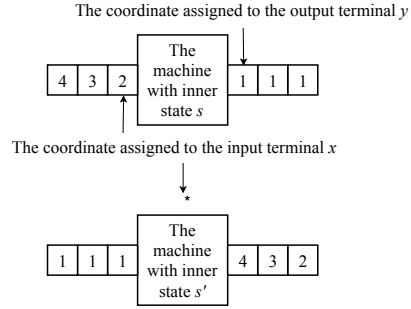 The coordinate assigned to the output terminal y
The
machine
with inner
state s
4 3 2
1 1 1
The coordinate assigned to the input terminal x
*
The
machine
with inner
state s′
1 1 1
4 3 2